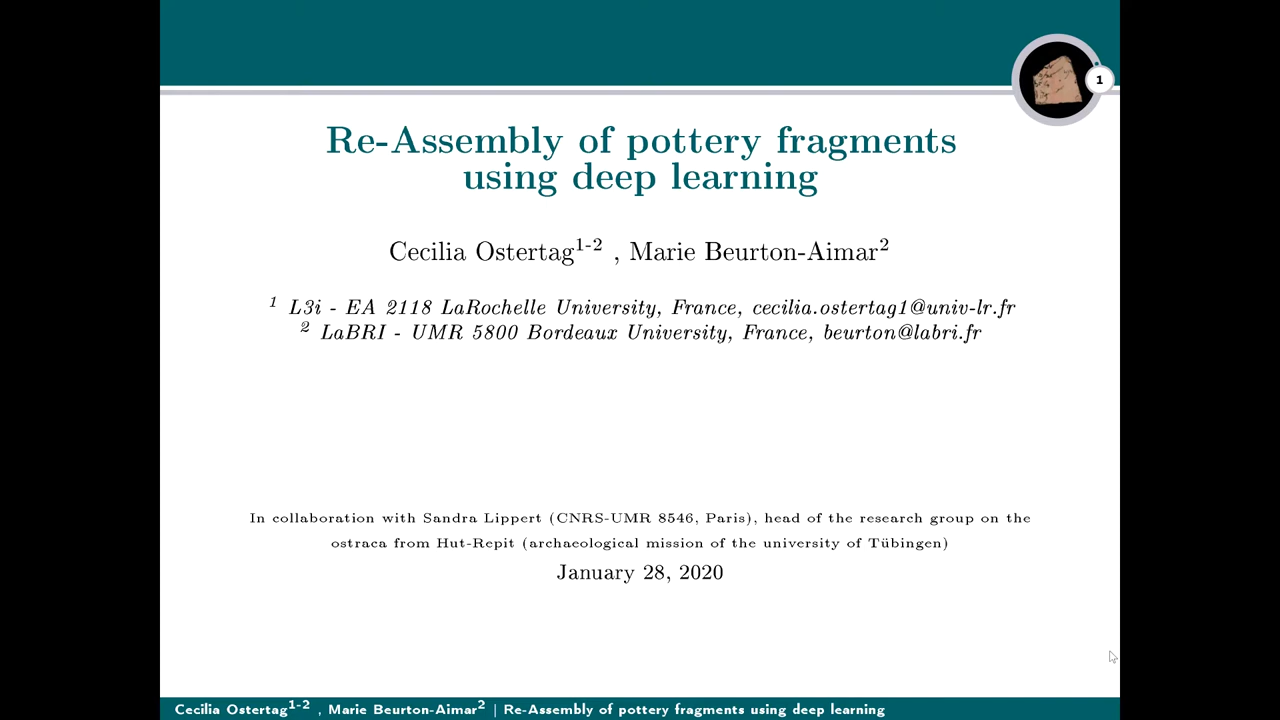 1
Re-Assembly of pottery fragments
using deep learning
Cecilia Ostertag1-2 , Marie Beurton-Aimar2
1 L3i - EA 2118 LaRochelle University, France, cecilia.ostertag1@univ-lr.fr
2 LaBRI - UMR 5800 Bordeaux University, France, beurton@labri.fr
In collaboration with Sandra Lippert (CNRS-UMR 8546, Paris), head of the research group on the
ostraca from Hut-Repit (archaeological mission of the university of Tübingen)
January 28, 2020
Cecilia Ostertag1-2 , Marie Beurton-Aimar2 | Re-Assembly of pottery fragments using deep learning